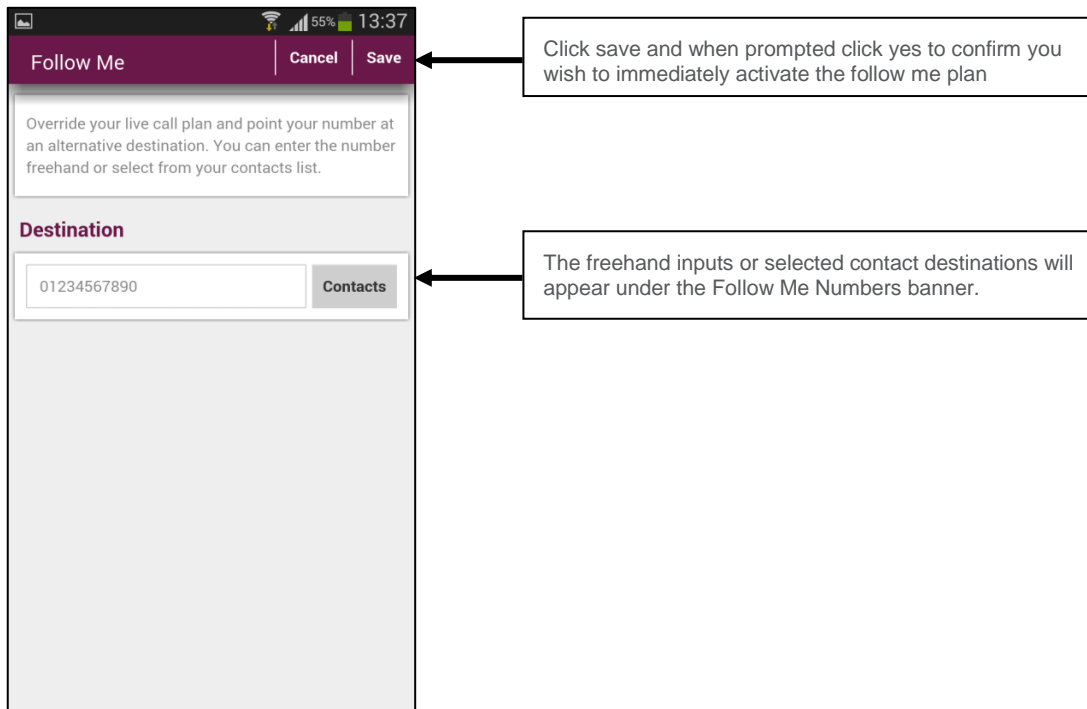 55% 13:37
Follow Me Cancel Save
Click save and when prompted click yes to confirm you
wish to immediately activate the follow me plan
Override your live call plan and point your number at
an alternative destination. You can enter the number
freehand or select from your contacts list.
Destination
01234567890 Contacts
The freehand inputs or selected contact destinations will
appear under the Follow Me Numbers banner.